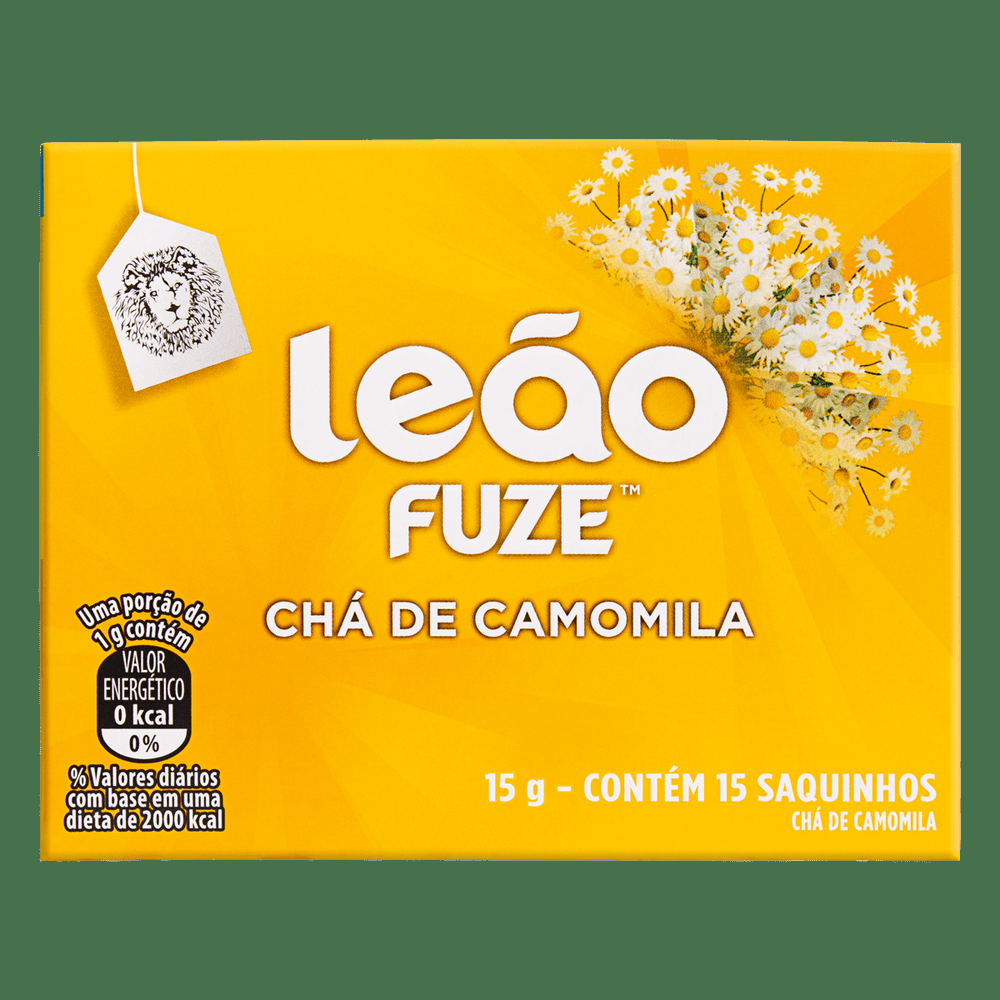 leão
FUZE™
CHÁ DE CAMOMILA
Uma porção de
1 g contém
VALOR
ENERGÉTICO
0 kcal
0%
% Valores diários
com base em uma
dieta de 2000 kcal
15 g - CONTÉM 15 SAQUINHOS
CHÁ DE CAMOMILA